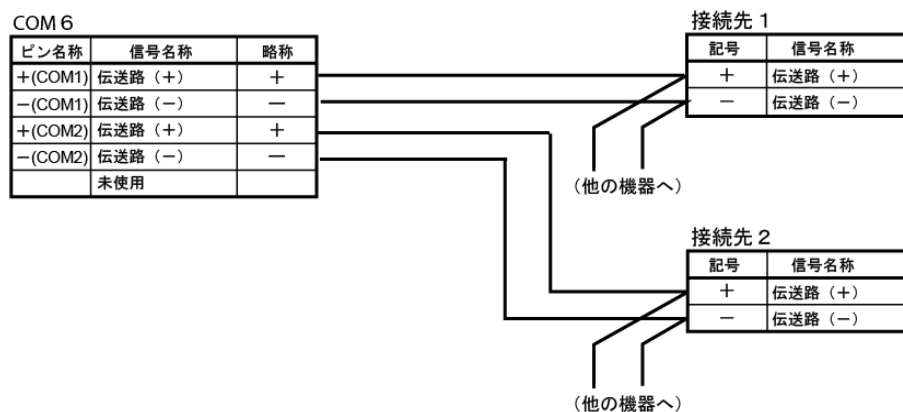 COM 6
ピン名称 信号名称 略称
+(COM1) 伝送路（+） +
−(COM1) 伝送路（−） −
+(COM2) 伝送路（+） +
−(COM2) 伝送路（−） −
未使用
接続先 1
記号 信号名称
+ 伝送路（+）
− 伝送路（−）
（他の機器へ）
接続先 2
記号 信号名称
+ 伝送路（+）
− 伝送路（−）
（他の機器へ）